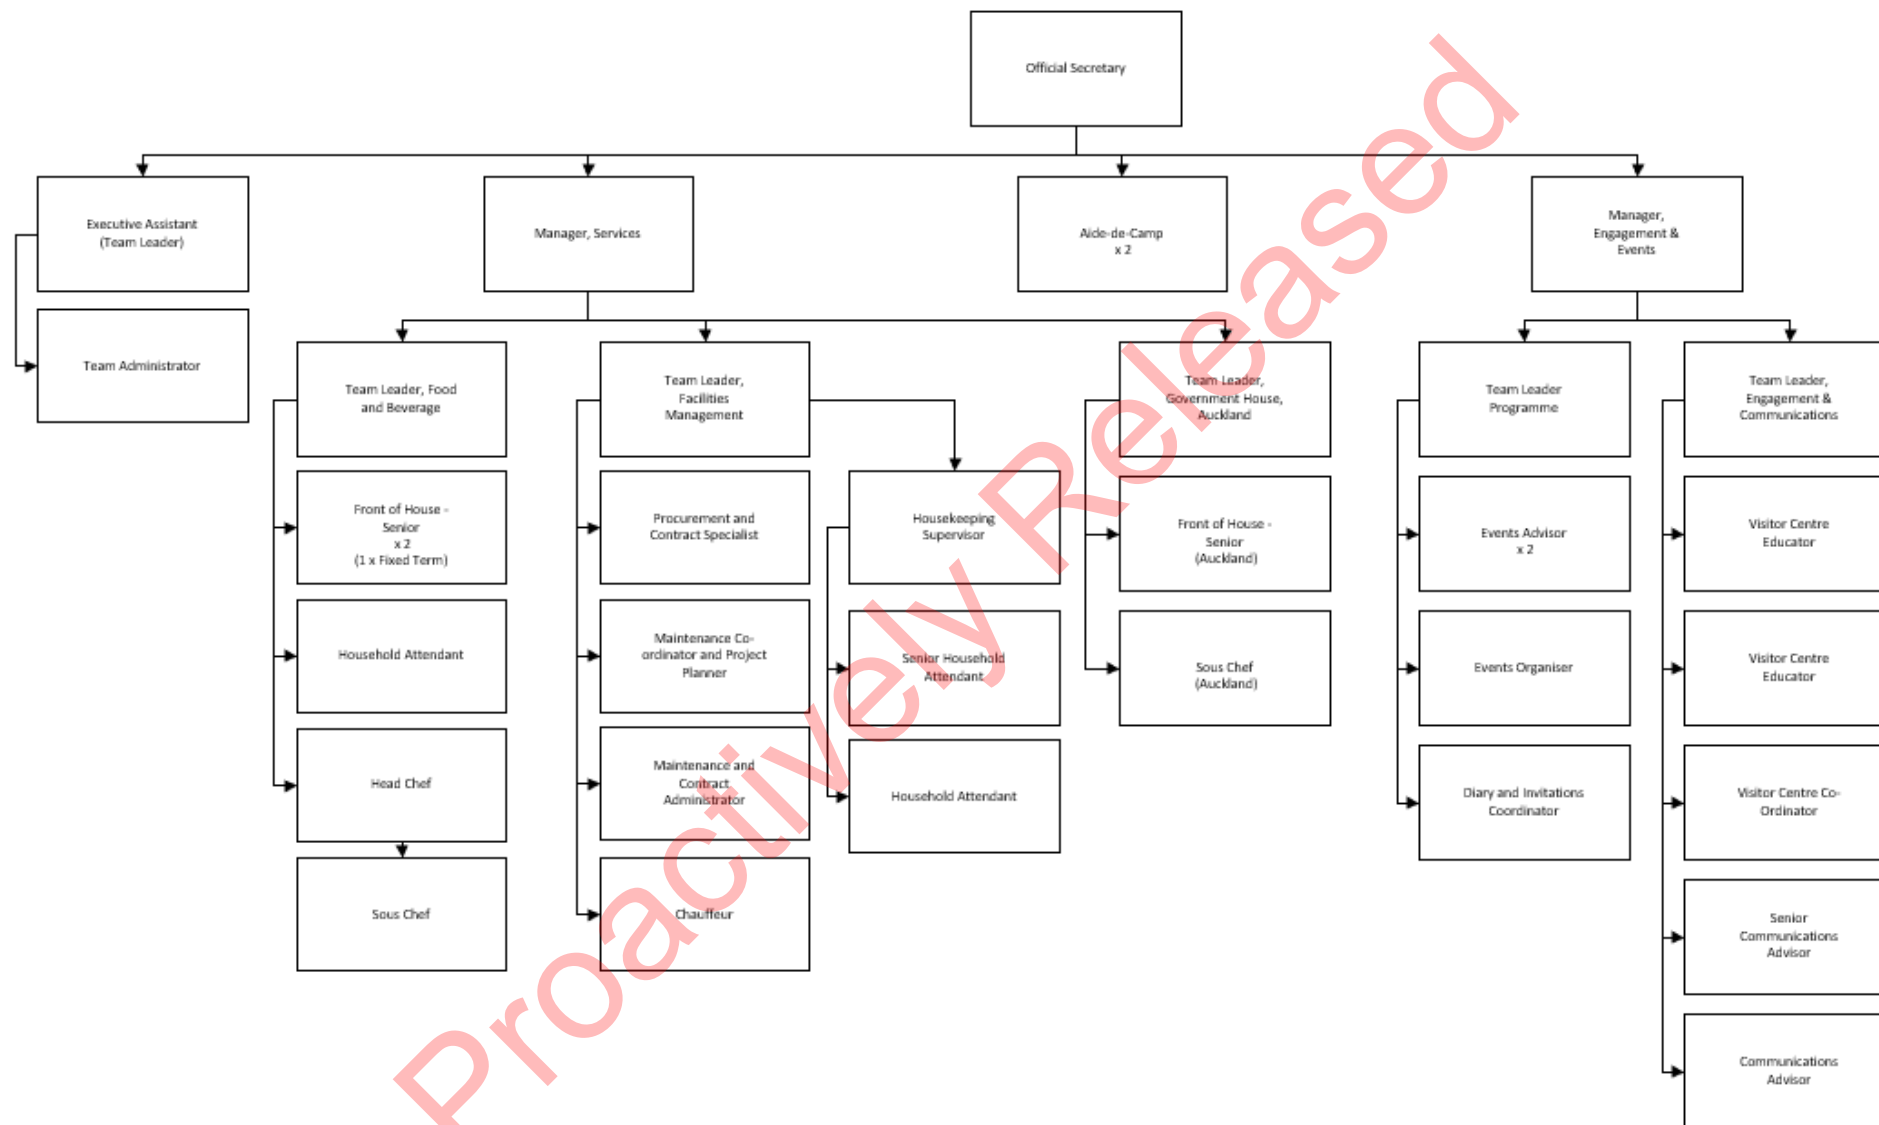 Official Secretary
Executive Assistant
(Team Leader)
Manager, Services
Aide-de-Camp
x 2
Manager,
Engagement &
Events
Team Administrator
Team Leader, Food
and Beverage
Team Leader,
Facilities
Management
Team Leader,
Government House,
Auckland
Team Leader
Programme
Team Leader,
Engagement &
Communications
Front of House -
Senior
x 2
(1 x Fixed Term)
Procurement and
Contract Specialist
Housekeeping
Supervisor
Front of House -
Senior
(Auckland)
Events Advisor
x 2
Visitor Centre
Educator
Household Attendant
Maintenance Co-
ordinator and Project
Planner
Senior Household
Attendant
Sous Chef
(Auckland)
Events Organiser
Visitor Centre
Educator
Head Chef
Maintenance and
Contract
Administrator
Household Attendant
Diary and Invitations
Coordinator
Visitor Centre Co-
Ordinator
Sous Chef
Chauffeur
Senior
Communications
Advisor
Communications
Advisor
Proactively Released